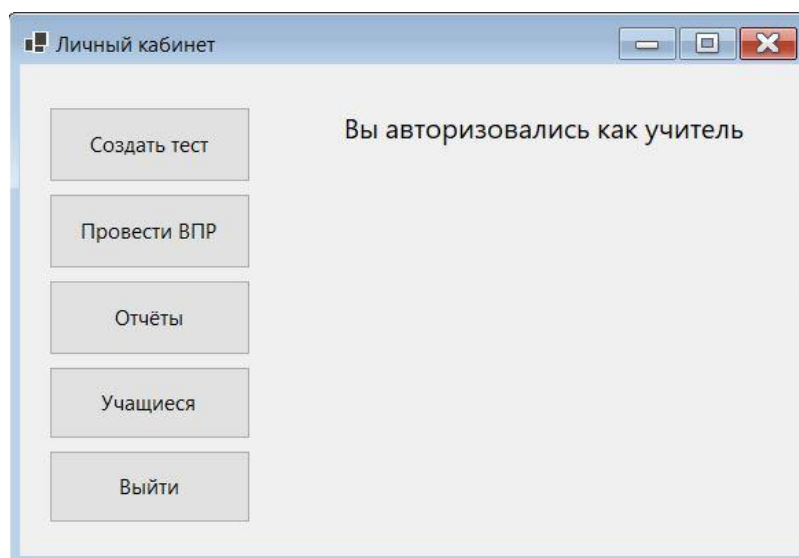 Личный кабинет
Создать тест
Вы авторизовались как учитель
Провести ВПР
Отчёты
Учащиеся
Выйти